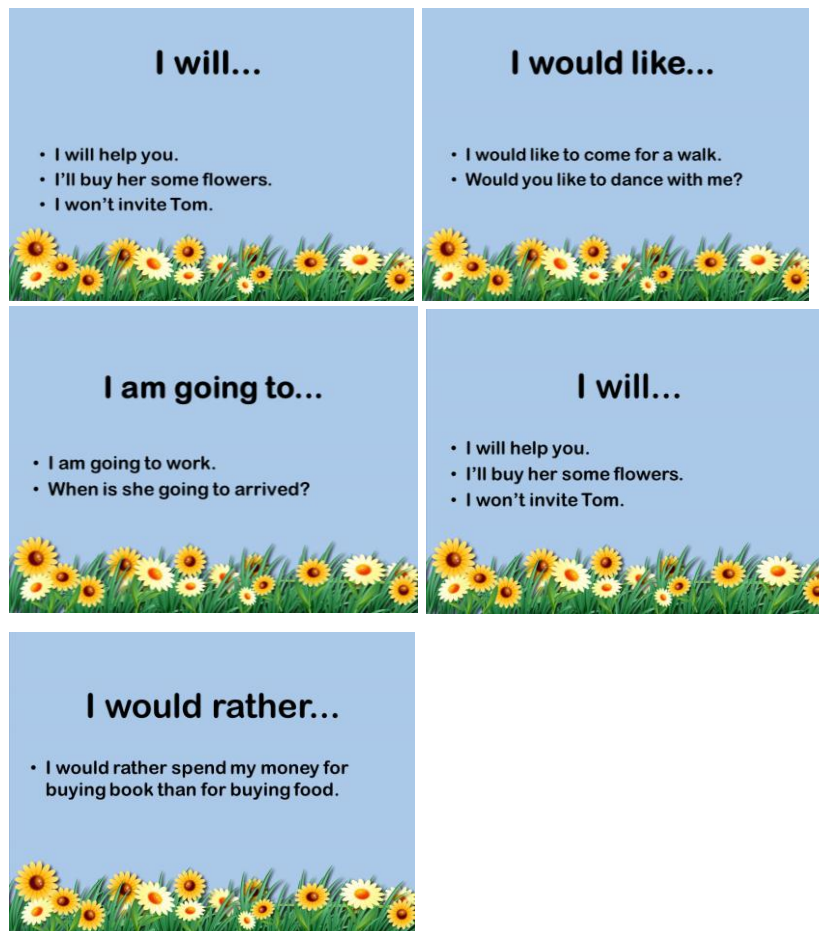 I will...
• I will help you.
• I'll buy her some flowers.
• I won't invite Tom.
I would like...
• I would like to come for a walk.
• Would you like to dance with me?
I am going to...
• I am going to work.
• When is she going to arrived?
I will...
• I will help you.
• I'll buy her some flowers.
• I won't invite Tom.
I would rather...
• I would rather spend my money for
buying book than for buying food.